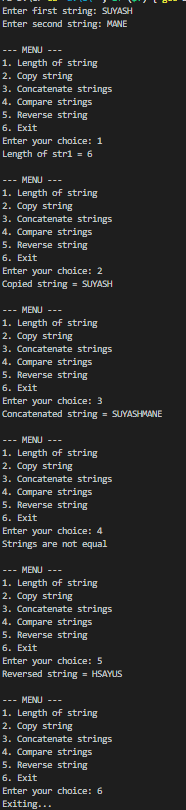 Enter first string: SUYASH
Enter second string: MANE

--- MENU ---
1. Length of string
2. Copy string
3. Concatenate strings
4. Compare strings
5. Reverse string
6. Exit
Enter your choice: 1
Length of str1 = 6

--- MENU ---
1. Length of string
2. Copy string
3. Concatenate strings
4. Compare strings
5. Reverse string
6. Exit
Enter your choice: 2
Copied string = SUYASH

--- MENU ---
1. Length of string
2. Copy string
3. Concatenate strings
4. Compare strings
5. Reverse string
6. Exit
Enter your choice: 3
Concatenated string = SUYASHMANE

--- MENU ---
1. Length of string
2. Copy string
3. Concatenate strings
4. Compare strings
5. Reverse string
6. Exit
Enter your choice: 4
Strings are not equal

--- MENU ---
1. Length of string
2. Copy string
3. Concatenate strings
4. Compare strings
5. Reverse string
6. Exit
Enter your choice: 5
Reversed string = HSAYUS

--- MENU ---
1. Length of string
2. Copy string
3. Concatenate strings
4. Compare strings
5. Reverse string
6. Exit
Enter your choice: 6
Exiting...